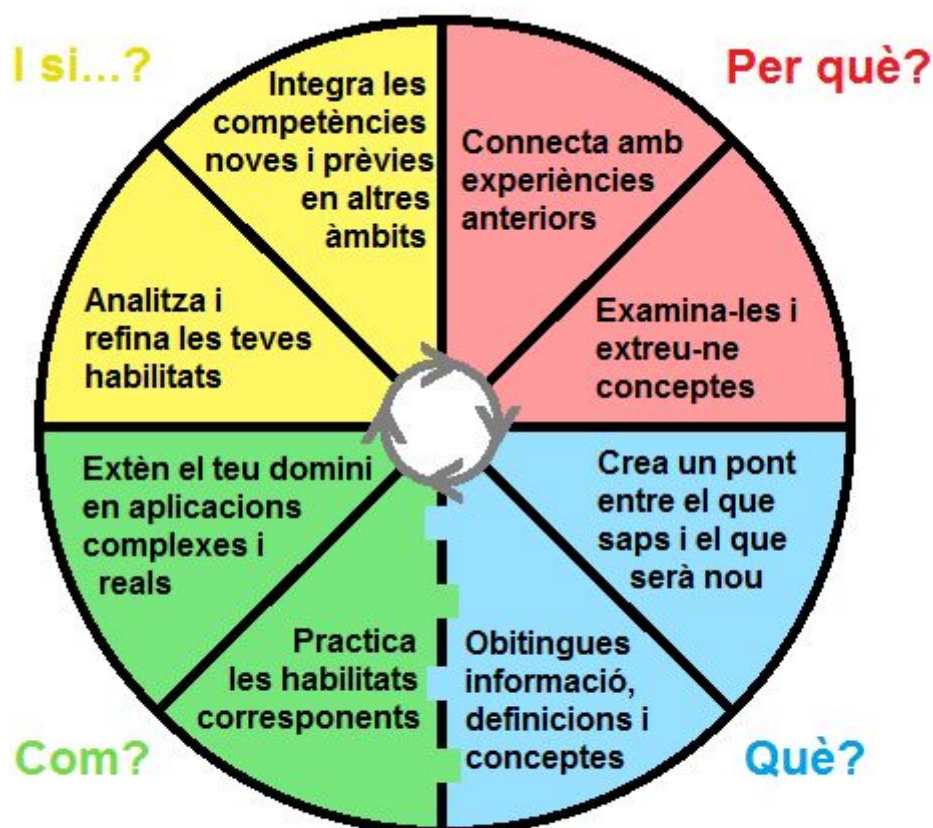 I si...?
Per què?
Integra les
competències
noves i prèvies
en altres
àmbits
Connecta amb
experiències
anteriors
Examina-les i
extreu-ne
conceptes
Crea un pont
entre el que
saps i el que
serà nou
Obitingues
informació,
definicions i
conceptes
Practica
les habilitats
corresponents
Extèn el teu domini
en aplicacions
complexes i
reals
Analitza i
refina les teves
habilitats
Com?
Què?